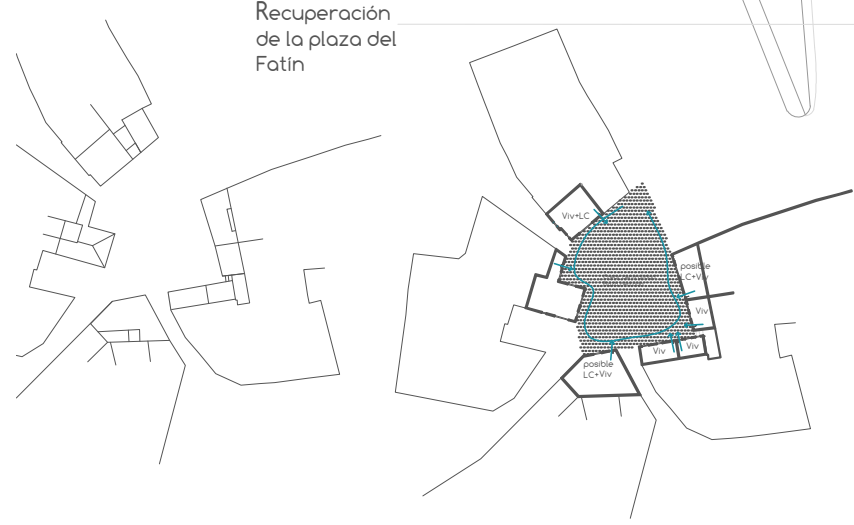 Recuperación
de la plaza del
Fatín
Viv+LC
posible
LC+Viv
Viv
Viv
Viv
posible
LC+Viv